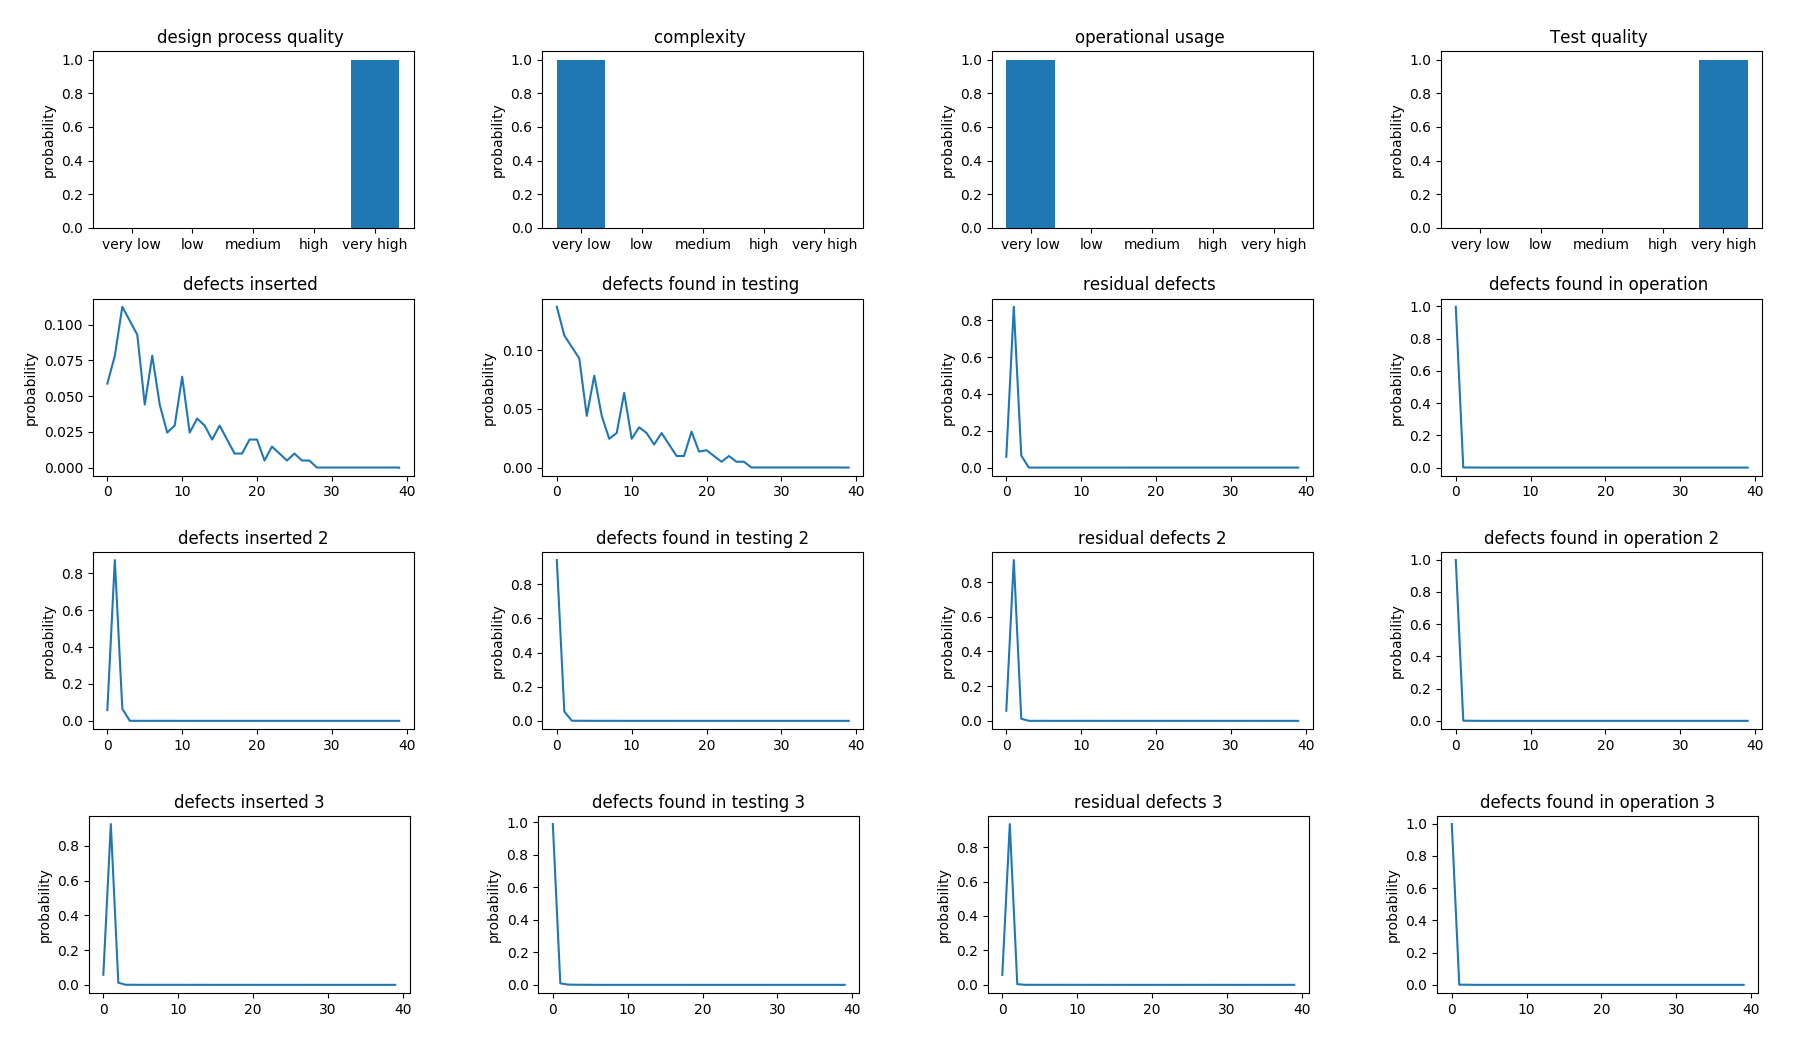 design process quality
complexity
operational usage
Test quality
probability
1.0
0.8
0.6
0.4
0.2
0.0
very low low medium high very high
probability
1.0
0.8
0.6
0.4
0.2
0.0
very low low medium high very high
probability
1.0
0.8
0.6
0.4
0.2
0.0
very low low medium high very high
probability
1.0
0.8
0.6
0.4
0.2
0.0
very low low medium high very high
defects inserted
defects found in testing
residual defects
defects found in operation
probability
0.100
0.075
0.050
0.025
0.000
0 10 20 30 40
probability
0.10
0.05
0.00
0 10 20 30 40
probability
0.8
0.6
0.4
0.2
0.0
0 10 20 30 40
probability
1.0
0.8
0.6
0.4
0.2
0.0
0 10 20 30 40
defects inserted 2
defects found in testing 2
residual defects 2
defects found in operation 2
probability
0.8
0.6
0.4
0.2
0.0
0 10 20 30 40
probability
0.8
0.6
0.4
0.2
0.0
0 10 20 30 40
probability
0.8
0.6
0.4
0.2
0.0
0 10 20 30 40
probability
1.0
0.8
0.6
0.4
0.2
0.0
0 10 20 30 40
defects inserted 3
defects found in testing 3
residual defects 3
defects found in operation 3
probability
0.8
0.6
0.4
0.2
0.0
0 10 20 30 40
probability
1.0
0.8
0.6
0.4
0.2
0.0
0 10 20 30 40
probability
0.8
0.6
0.4
0.2
0.0
0 10 20 30 40
probability
1.0
0.8
0.6
0.4
0.2
0.0
0 10 20 30 40